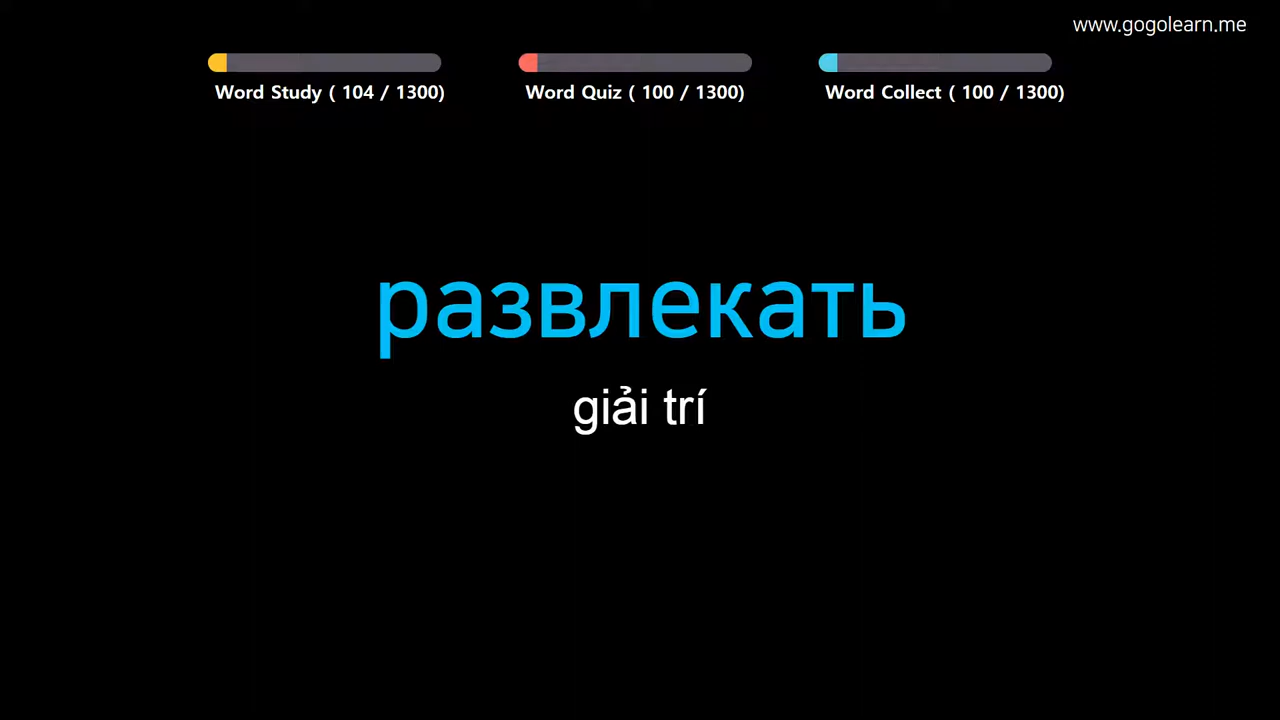 www.gogolearn.me
Word Study ( 104 / 1300)
Word Quiz ( 100 / 1300)
Word Collect ( 100 / 1300)
развлекать
giải trí